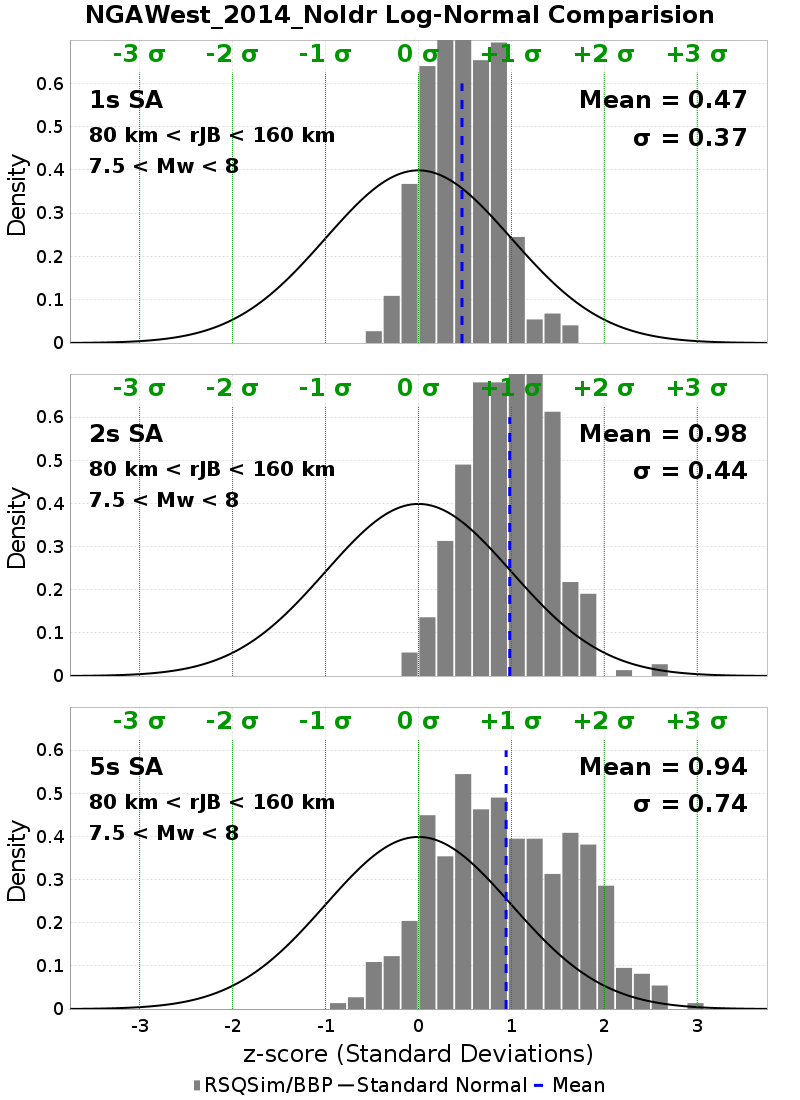 NGAWest_2014_NoIdr Log-Normal Comparision
-3 σ -2 σ -1 σ 0 σ +1 σ +2 σ +3 σ
0.6
1s SA Mean = 0.47
0.5
80 km < rJB < 160 km σ = 0.37
7.5 < Mw < 8
0.4
0.3
0.2
0.1
0
Density
-3 σ -2 σ -1 σ 0 σ +1 σ +2 σ +3 σ
0.6
2s SA Mean = 0.98
0.5
80 km < rJB < 160 km σ = 0.44
7.5 < Mw < 8
0.4
0.3
0.2
0.1
0
Density
-3 σ -2 σ -1 σ 0 σ +1 σ +2 σ +3 σ
0.6
5s SA Mean = 0.94
0.5
80 km < rJB < 160 km σ = 0.74
7.5 < Mw < 8
0.4
0.3
0.2
0.1
0
Density
-3 -2 -1 0 1 2 3
z-score (Standard Deviations)
RSQSim/BBP Standard Normal Mean